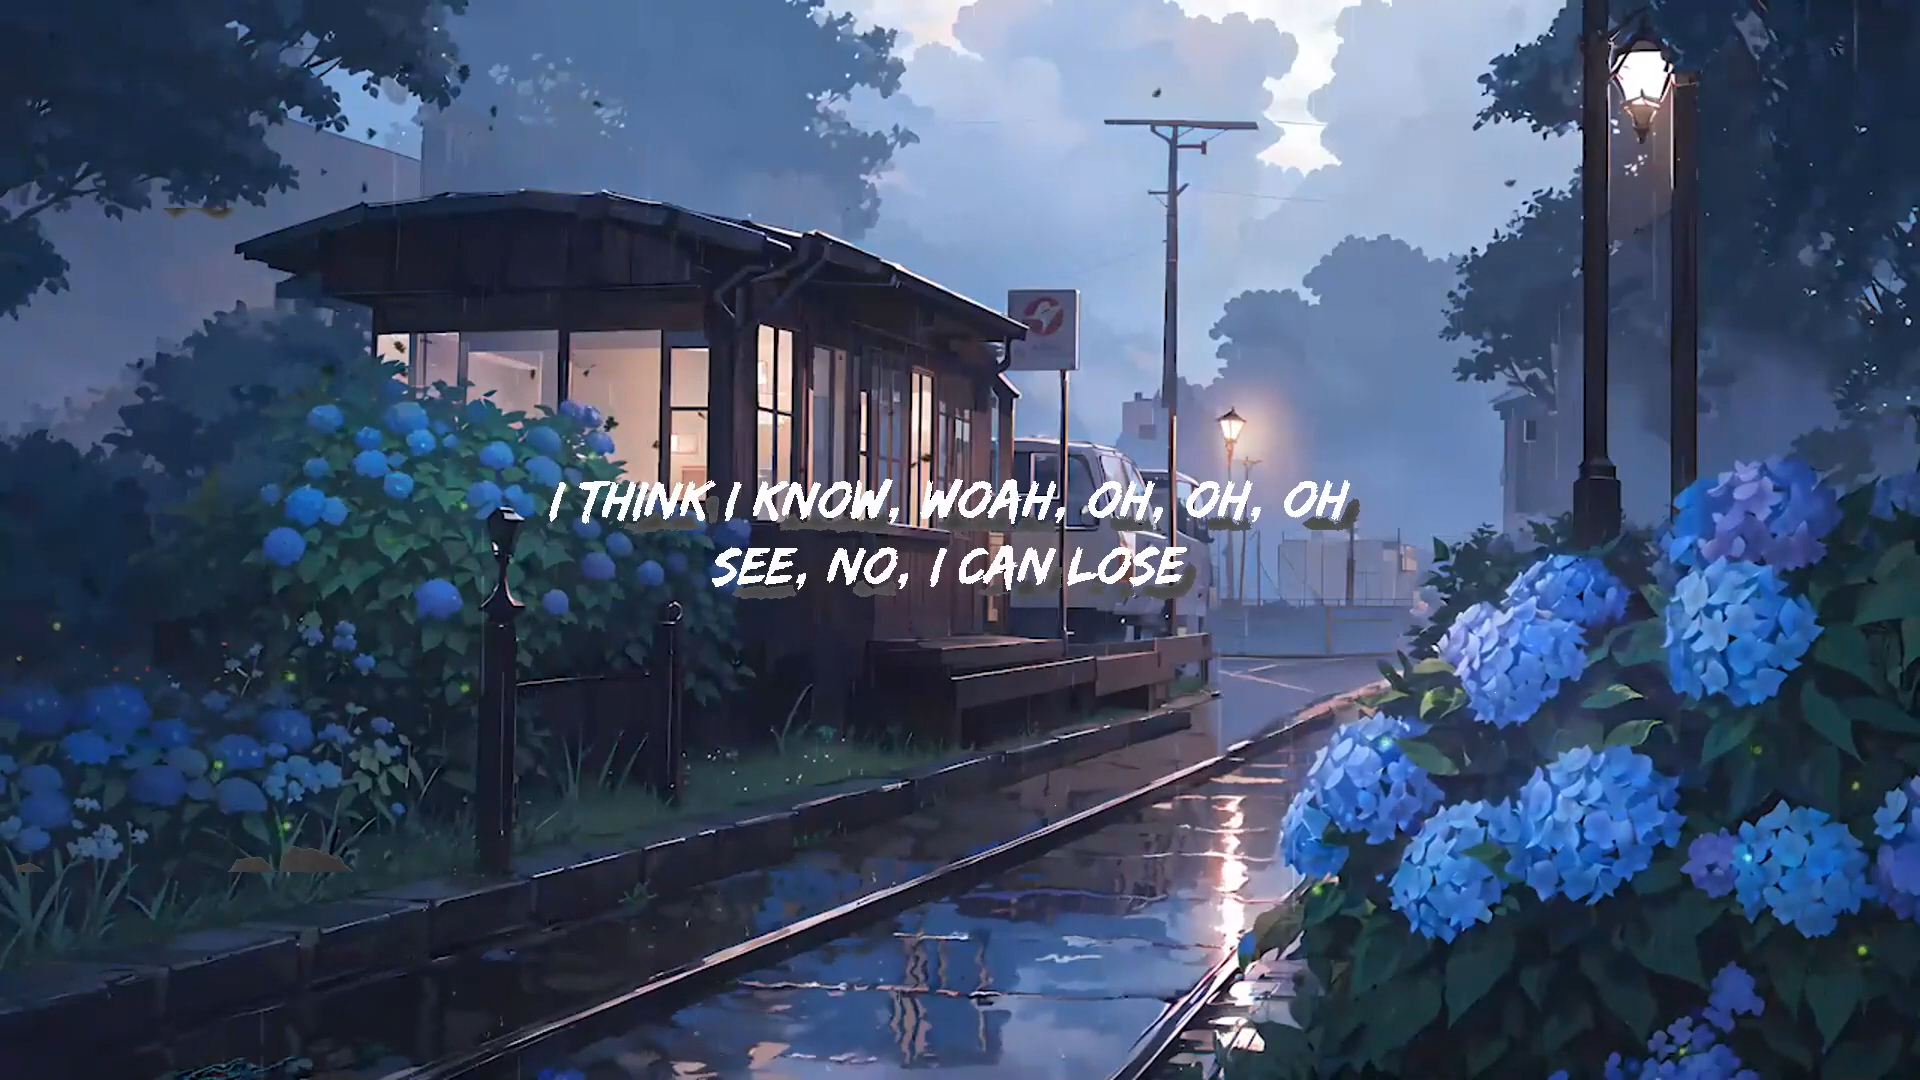 I THINK I KNOW, WOAH, OH, OH, OH
SEE, NO, I CAN LOSE